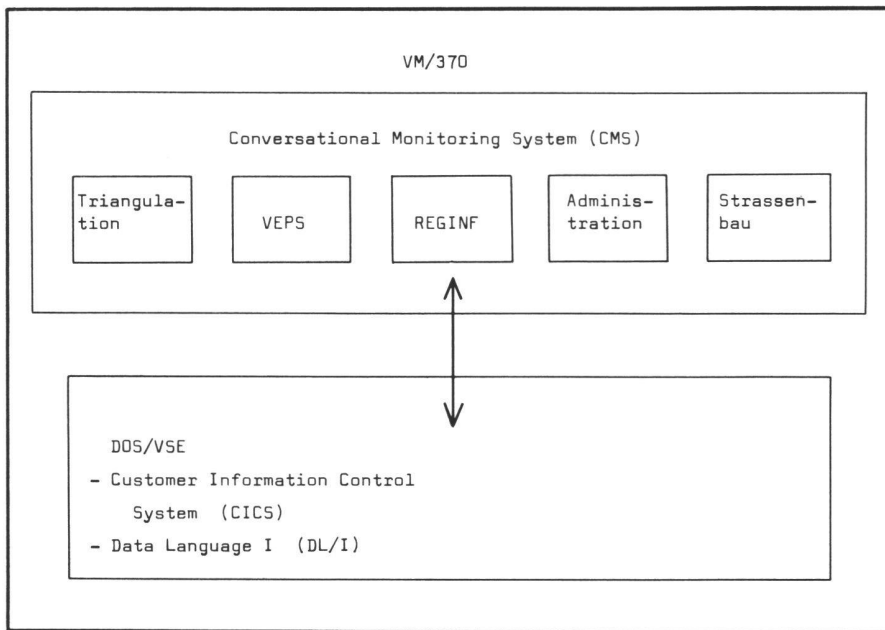 VM/370
Conversational Monitoring System (CMS)
Triangula-
tion
VEPS
REGINF
Adminis-
tration
Strassen-
bau
DOS/VSE
- Customer Information Control
System (CICS)
- Data Language I (DL/I)